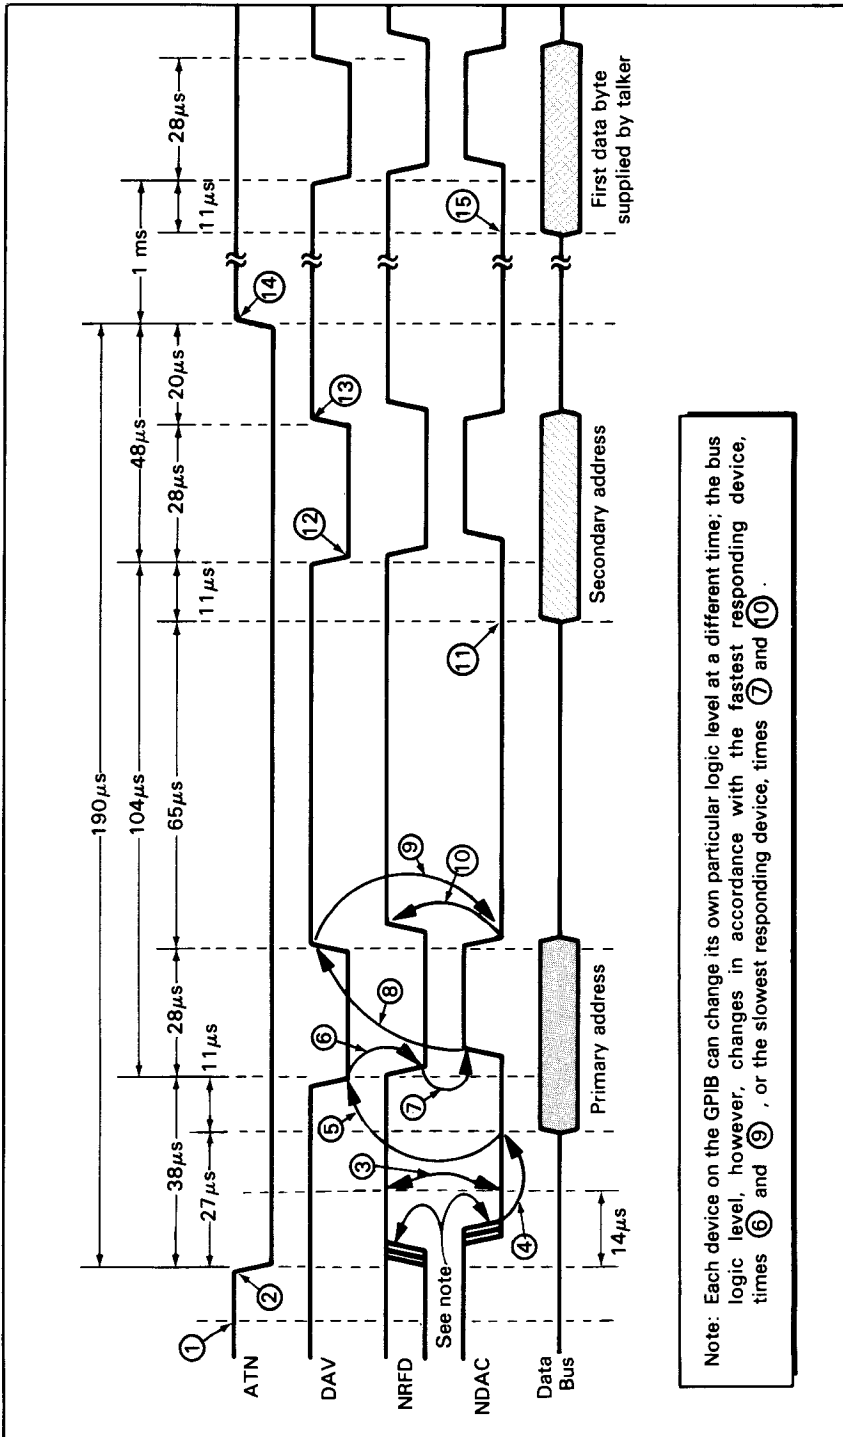 190μs
104μs
48μs
1 ms
38μs
28μs
65μs
28μs
20μs
28μs
27μs
11μs
11μs
11μs
1
2
14
ATN
12
13
DAV
5
6
8
9
NRFD
3
7
10
See note
4
11
15
NDAC
14μs
Data
Bus
Primary address
Secondary address
First data byte
supplied by talker
Note: Each device on the GPIB can change its own particular logic level at a different time; the bus
logic level, however, changes in accordance with the fastest responding device,
times 6 and 9 , or the slowest responding device, times 7 and 10 .